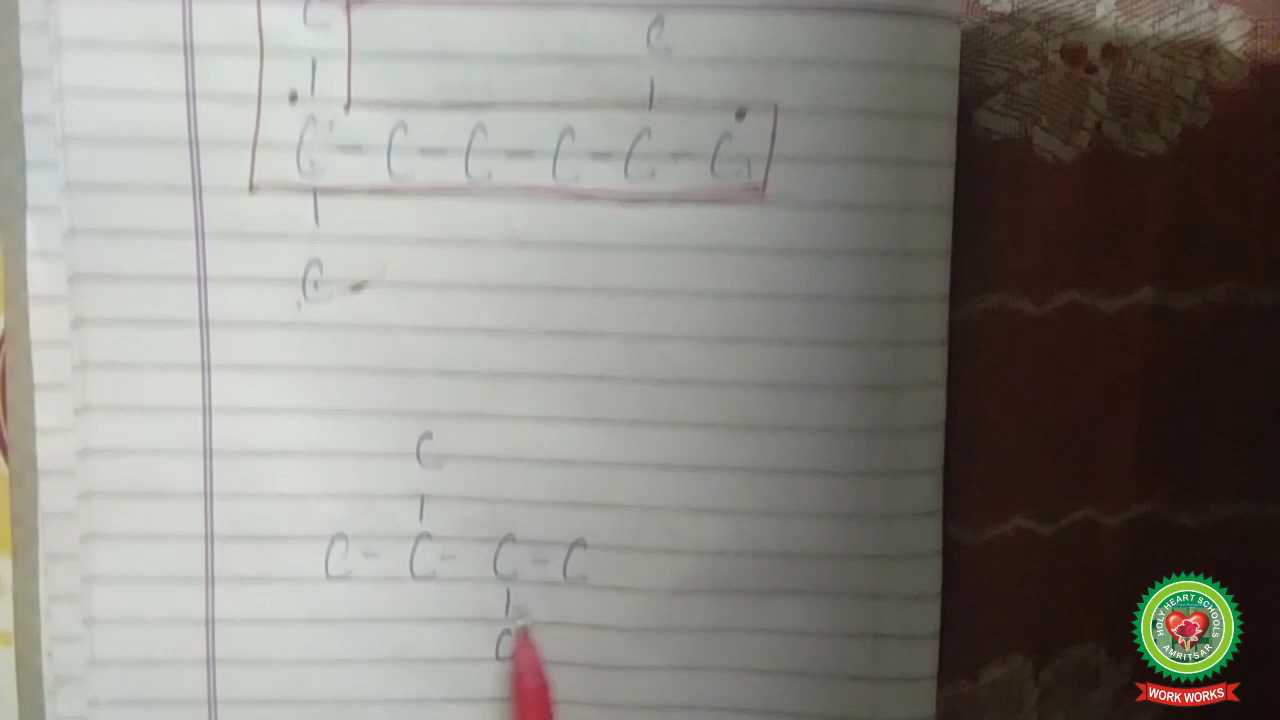 C C
C - C - C - C - C - C
C
C
C - C - C - C
C
HOLY HEART SCHOOLS
AMRITSAR
WORK WORKS